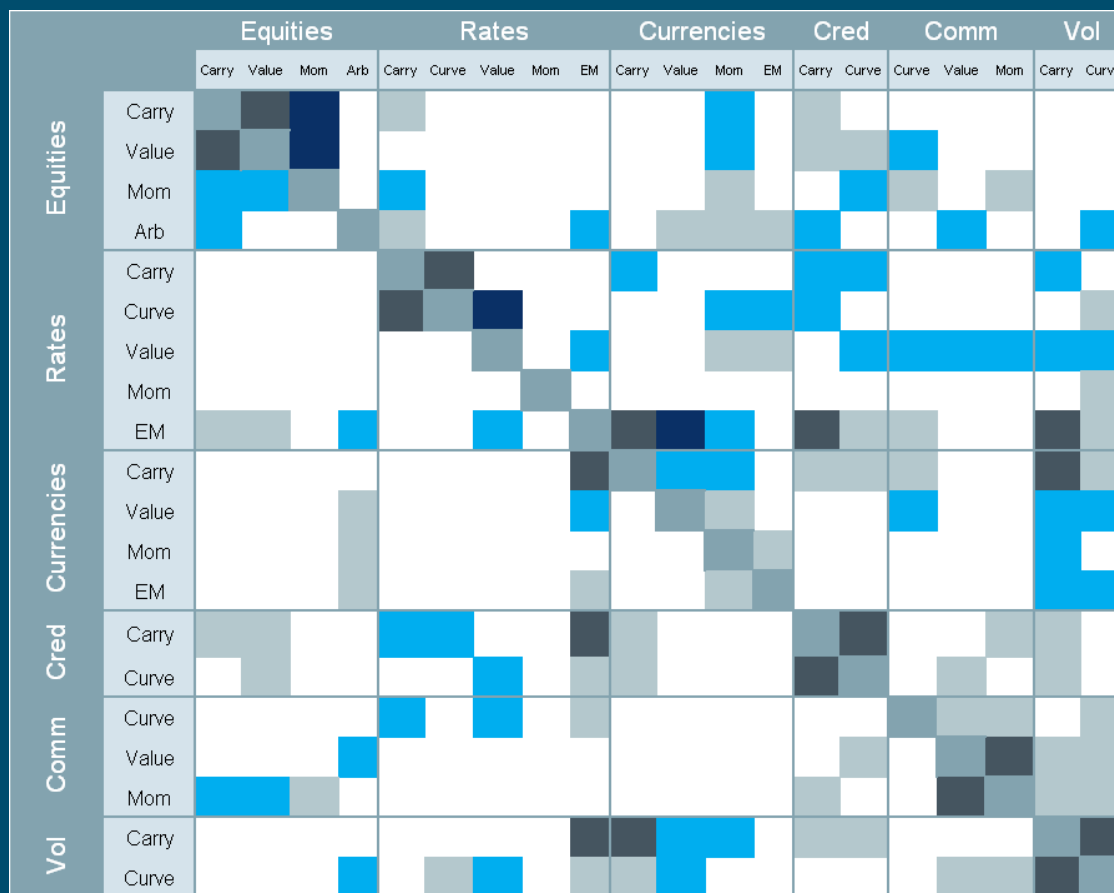 Equities Rates Currencies Cred Comm Vol
Carry Value Mom Arb Carry Curve Value Mom EM Carry Value Mom EM Carry Curve Curve Value Mom Carry Curv
Equities
Carry
Value
Mom
Arb
Rates
Carry
Curve
Value
Mom
EM
Currencies
Carry
Value
Mom
EM
Cred
Carry
Curve
Comm
Curve
Value
Mom
Vol
Carry
Curve